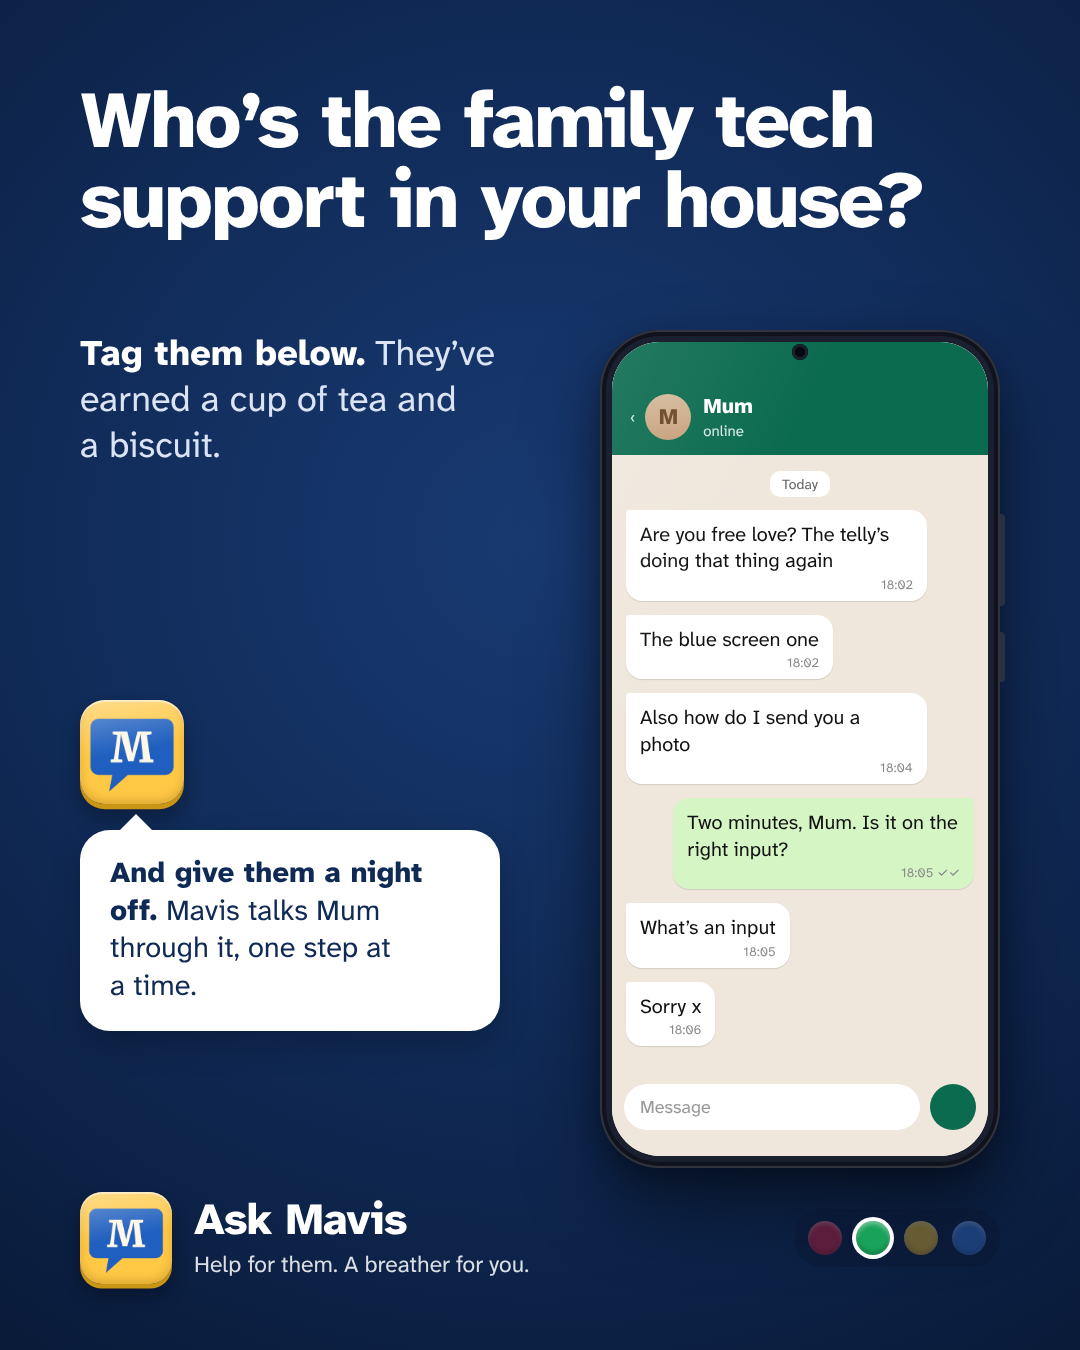 Who’s the family tech
support in your house?
Tag them below. They’ve
earned a cup of tea and
a biscuit.
M
And give them a night
off. Mavis talks Mum
through it, one step at
a time.
‹ M Mum
online
Today
Are you free love? The telly’s
doing that thing again
18:02
The blue screen one
18:02
Also how do I send you a
photo
18:04
Two minutes, Mum. Is it on the
right input?
18:05 ✓✓
What’s an input
18:05
Sorry x
18:06
Message
M
Ask Mavis
Help for them. A breather for you.